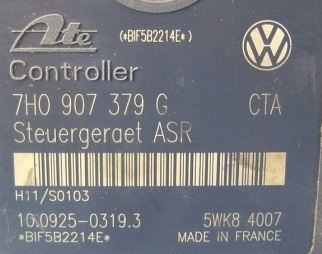 Ate (*BIF5B2214E*)
Controller
7H0 907 379 G CTA
Steuergeraet ASR
H11/S0103
10.0925-0319.3 5WK8 4007
*BIF5B2214E* MADE IN FRANCE